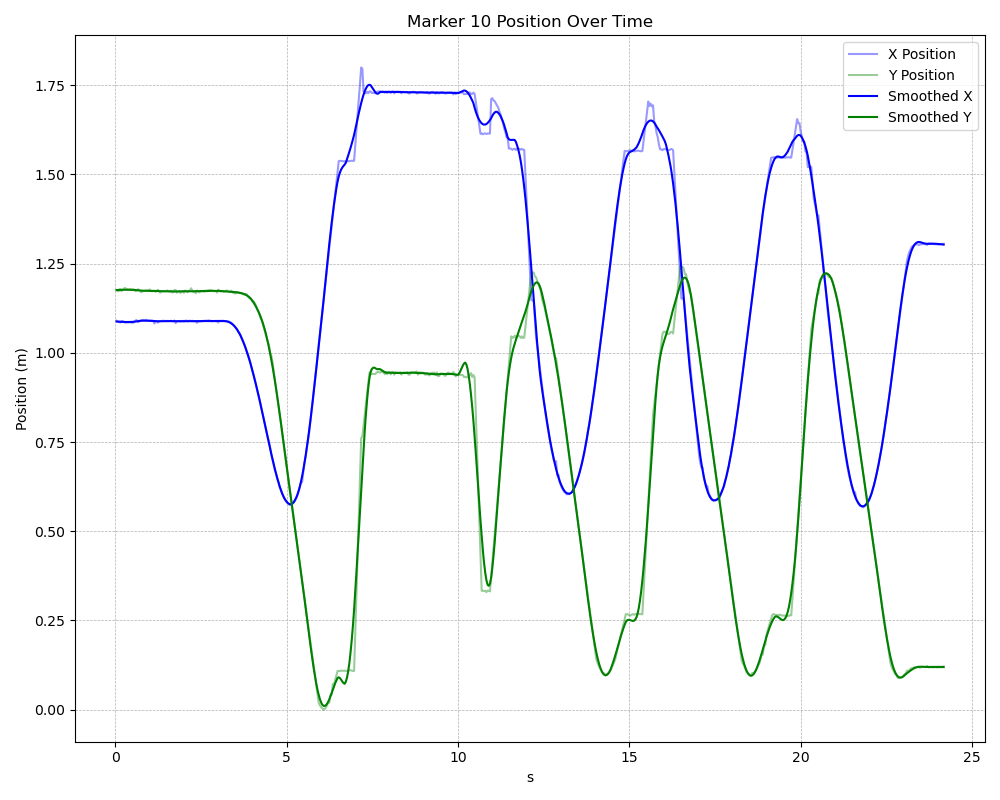 Marker 10 Position Over Time
X Position
Y Position
Smoothed X
Smoothed Y
Position (m)
1.75
1.50
1.25
1.00
0.75
0.50
0.25
0.00
0 5 10 15 20 25
s